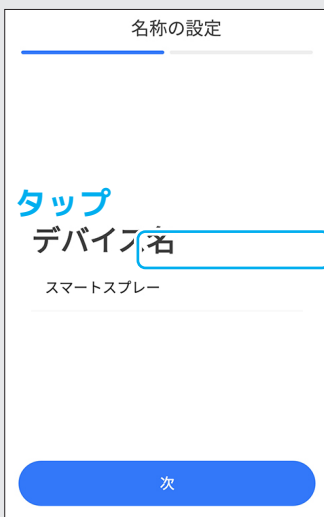 名称の設定
タップ
デバイス名
スマートスプレー
次